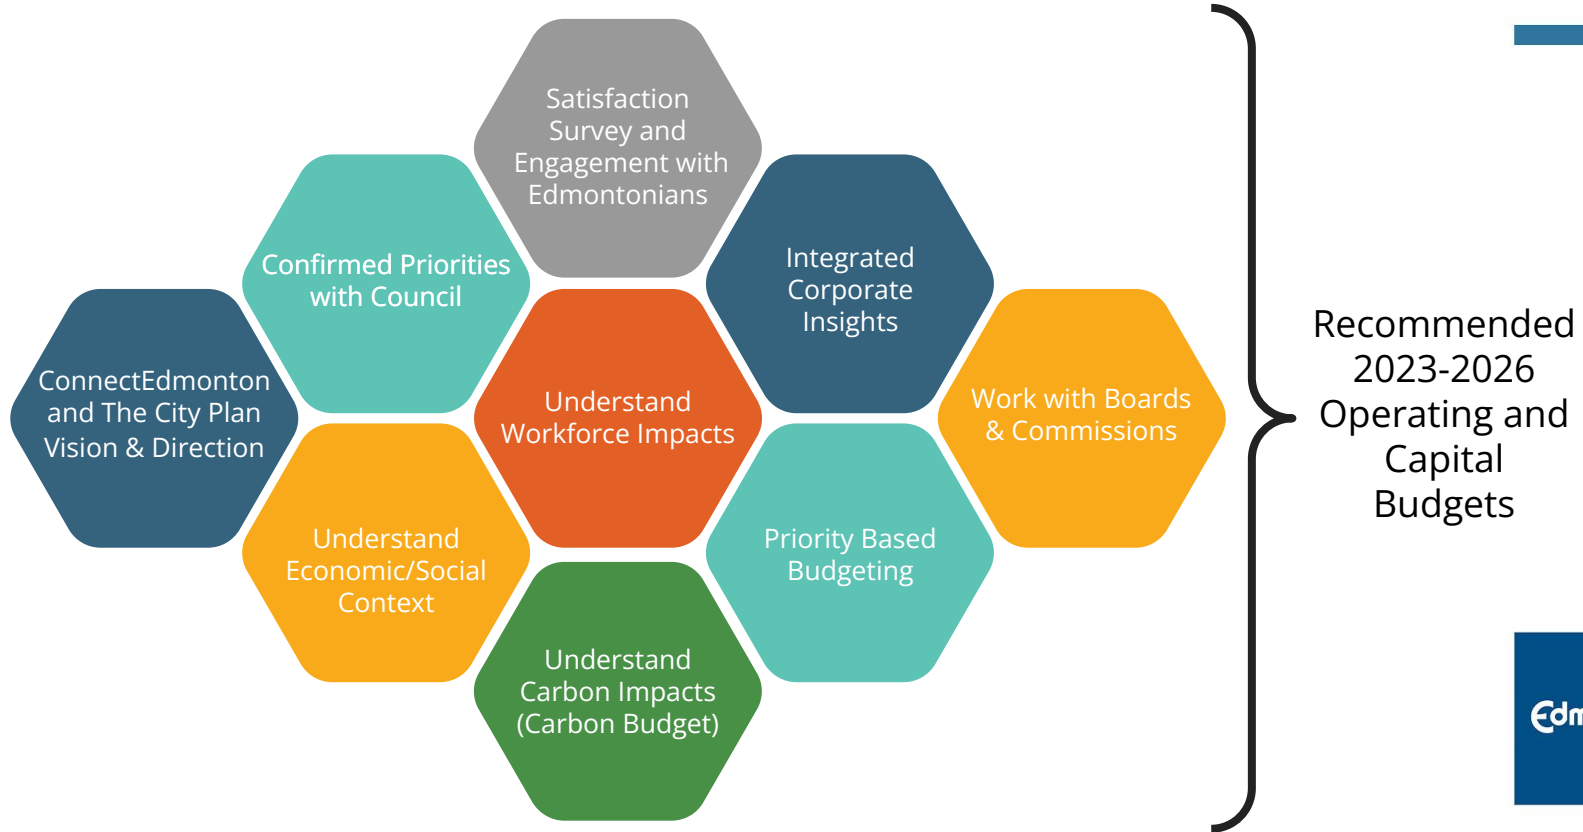 Satisfaction
Survey and
Engagement with
Edmontonians
Confirmed Priorities
with Council
Integrated
Corporate
Insights
ConnectEdmonton
and The City Plan
Vision & Direction
Understand
Workforce Impacts
Work with Boards
& Commissions
Understand
Economic/Social
Context
Priority Based
Budgeting
Understand
Carbon Impacts
(Carbon Budget)
Recommended
2023-2026
Operating and
Capital
Budgets